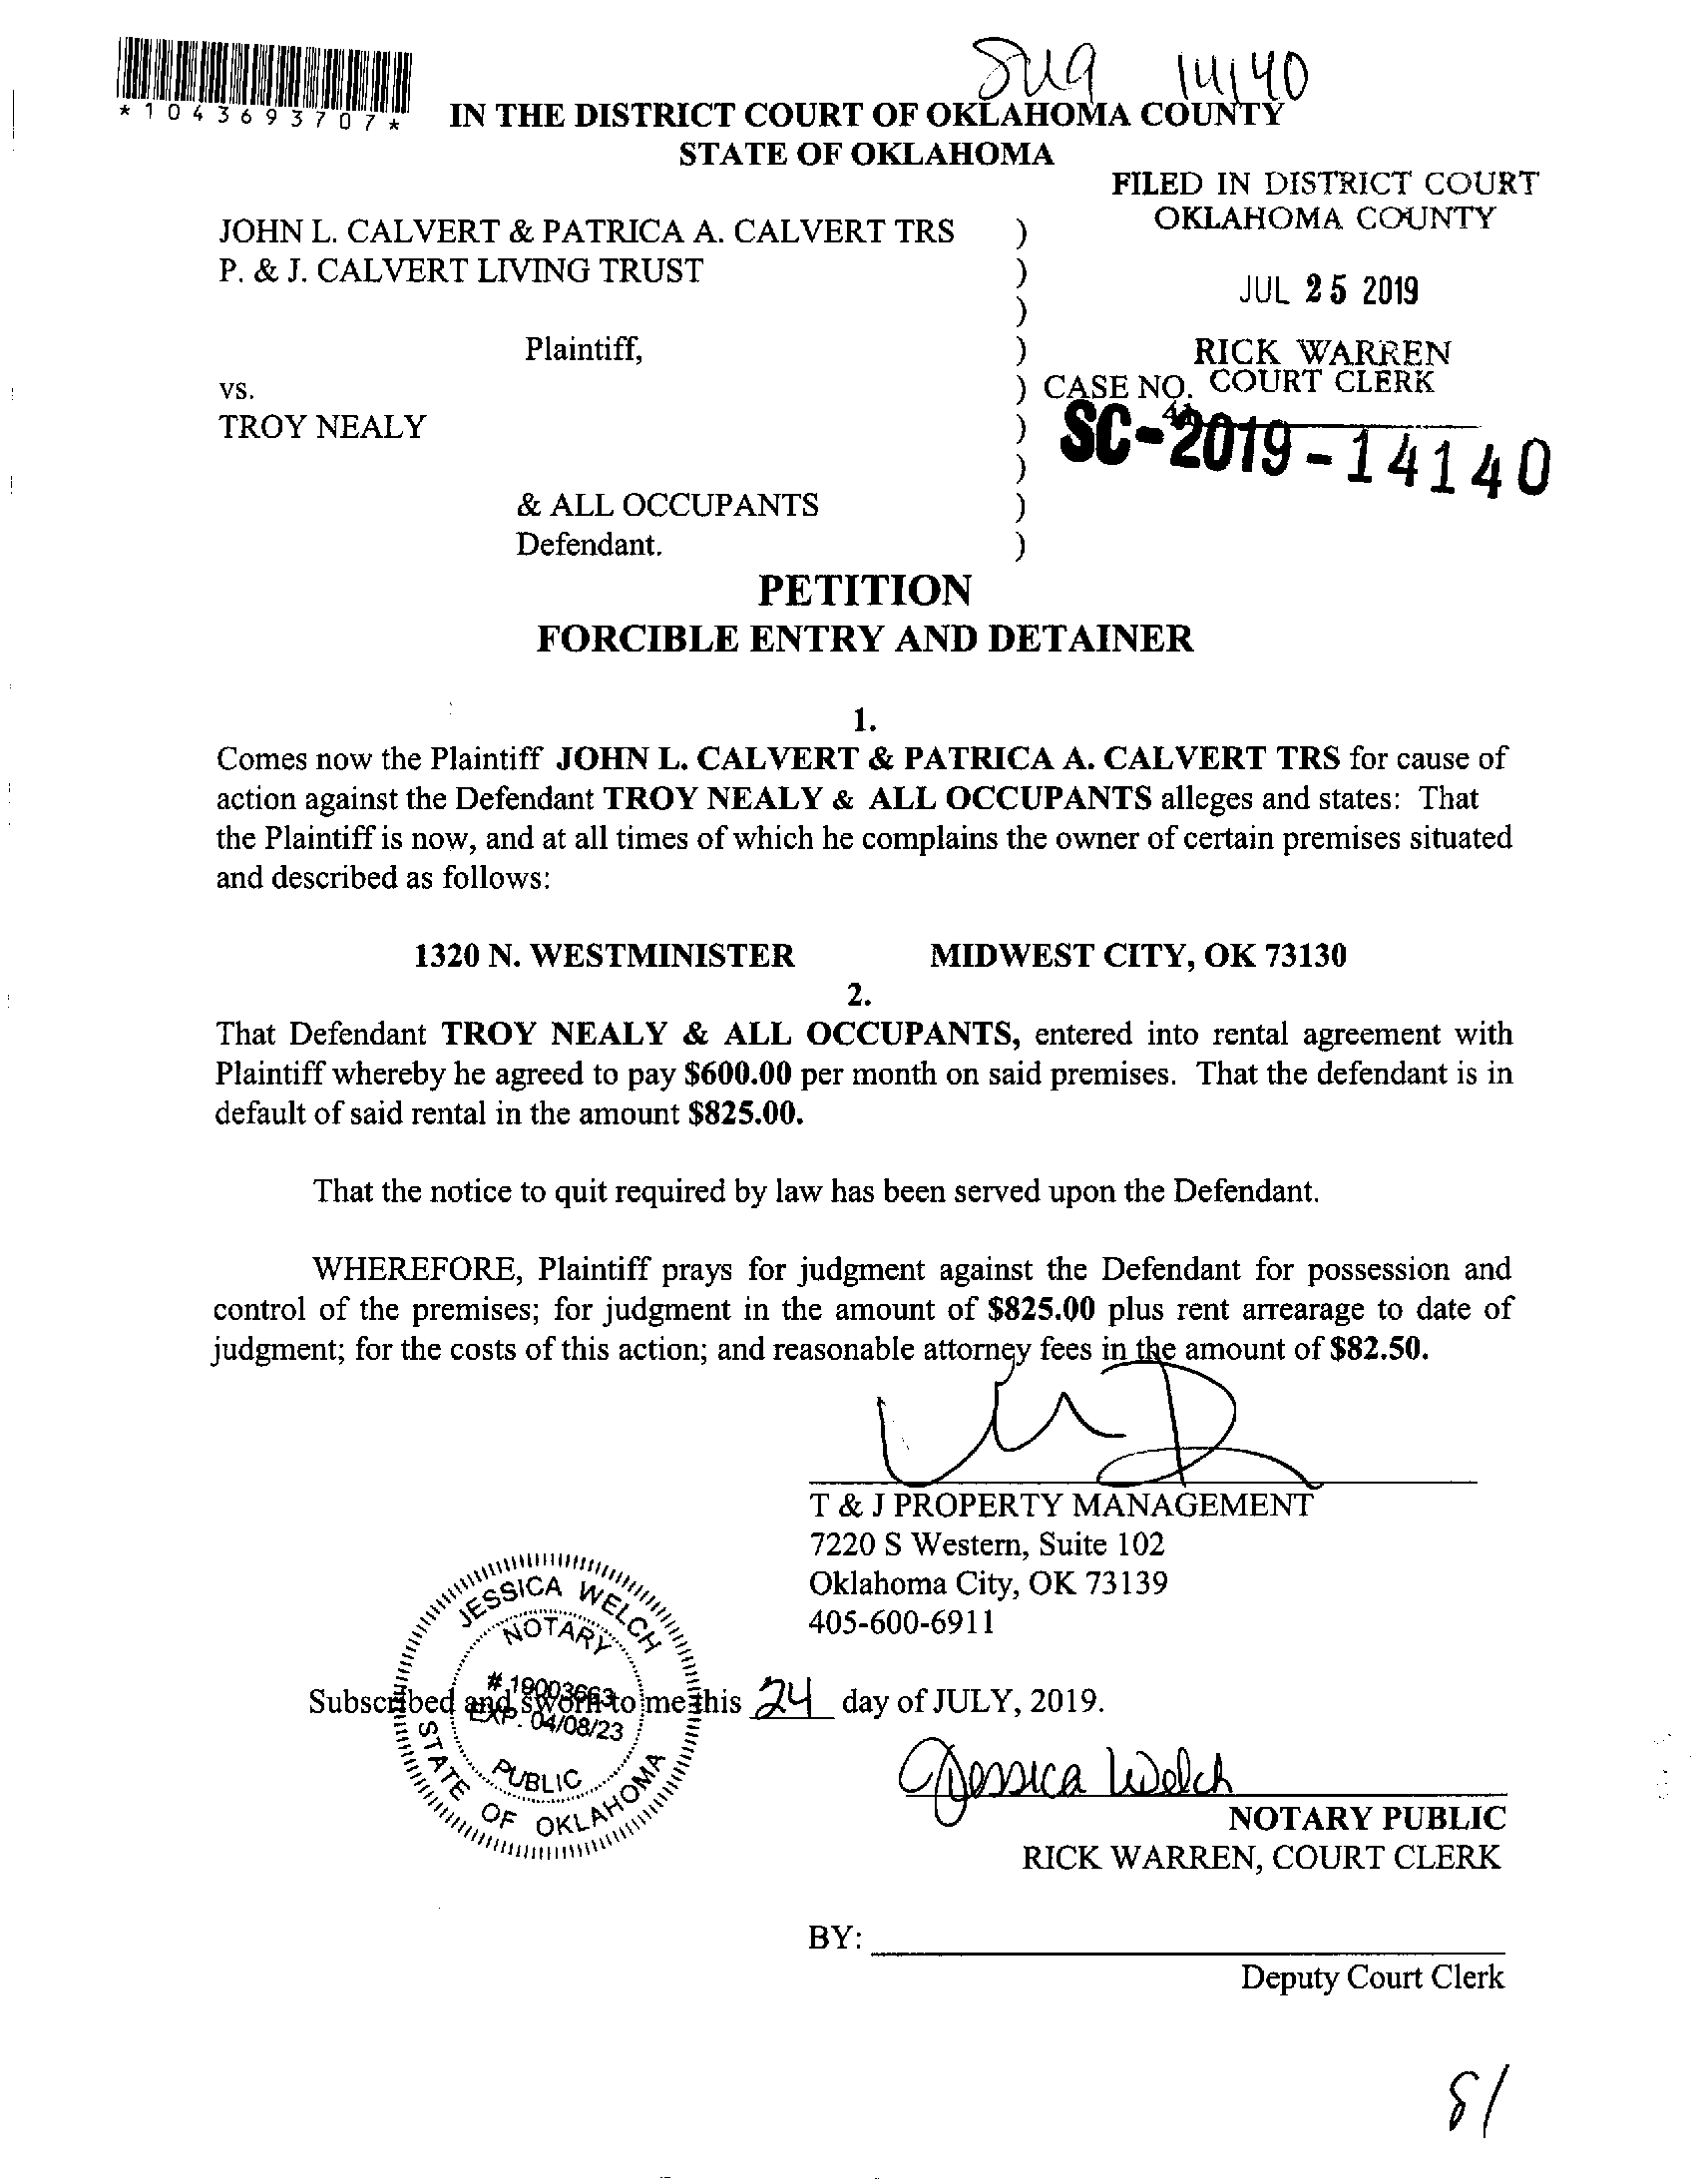 *1043693707*
14140
IN THE DISTRICT COURT OF OKLAHOMA COUNTY
STATE OF OKLAHOMA
FILED IN DISTRICT COURT
OKLAHOMA COUNTY
JUL 25 2019
RICK WARREN
COURT CLERK
41
JOHN L. CALVERT & PATRICA A. CALVERT TRS )
P. & J. CALVERT LIVING TRUST )
)
Plaintiff, )
vs. ) CASE NO.
TROY NEALY )
SC-2019-14140
)
& ALL OCCUPANTS )
Defendant. )
PETITION
FORCIBLE ENTRY AND DETAINER
1.
Comes now the Plaintiff JOHN L. CALVERT & PATRICA A. CALVERT TRS for cause of
action against the Defendant TROY NEALY & ALL OCCUPANTS alleges and states: That
the Plaintiff is now, and at all times of which he complains the owner of certain premises situated
and described as follows:
1320 N. WESTMINISTER MIDWEST CITY, OK 73130
2.
That Defendant TROY NEALY & ALL OCCUPANTS, entered into rental agreement with
Plaintiff whereby he agreed to pay $600.00 per month on said premises. That the defendant is in
default of said rental in the amount $825.00.
That the notice to quit required by law has been served upon the Defendant.
WHEREFORE, Plaintiff prays for judgment against the Defendant for possession and
control of the premises; for judgment in the amount of $825.00 plus rent arrearage to date of
judgment; for the costs of this action; and reasonable attorney fees in the amount of $82.50.
T & J PROPERTY MANAGEMENT
7220 S Western, Suite 102
Oklahoma City, OK 73139
405-600-6911
JESSICA WELCH
NOTARY
# 19003663
EXP. 04/08/23
PUBLIC
STATE OF OKLAHOMA
Subscribed and sworn to me this 24 day of JULY, 2019.
Jessica Welch
NOTARY PUBLIC
RICK WARREN, COURT CLERK
BY:
Deputy Court Clerk